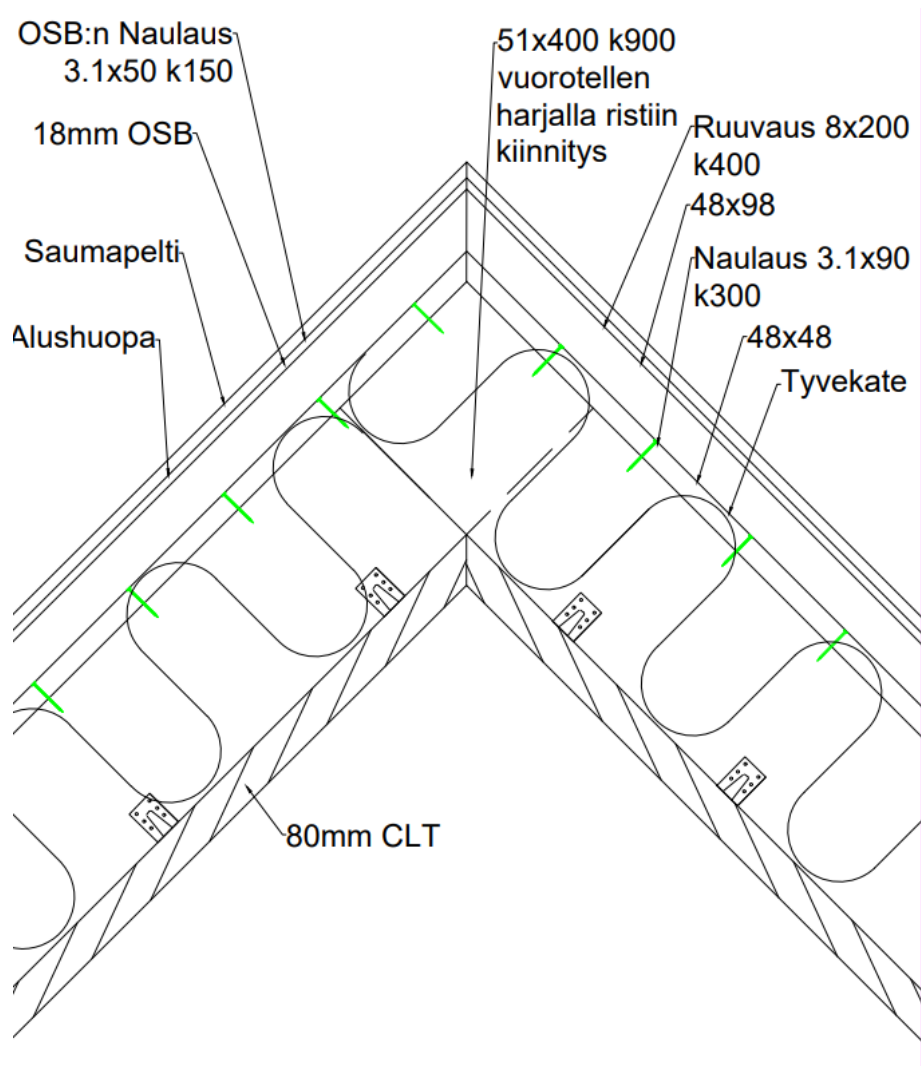 OSB:n Naulaus
3.1x50 k150
18mm OSB
Saumapelti
Alushuopa
51x400 k900
vuorotellen
harjalla ristiin
kiinnitys
Ruuvaus 8x200
k400
48x98
Naulaus 3.1x90
k300
48x48
Tyvekate
80mm CLT